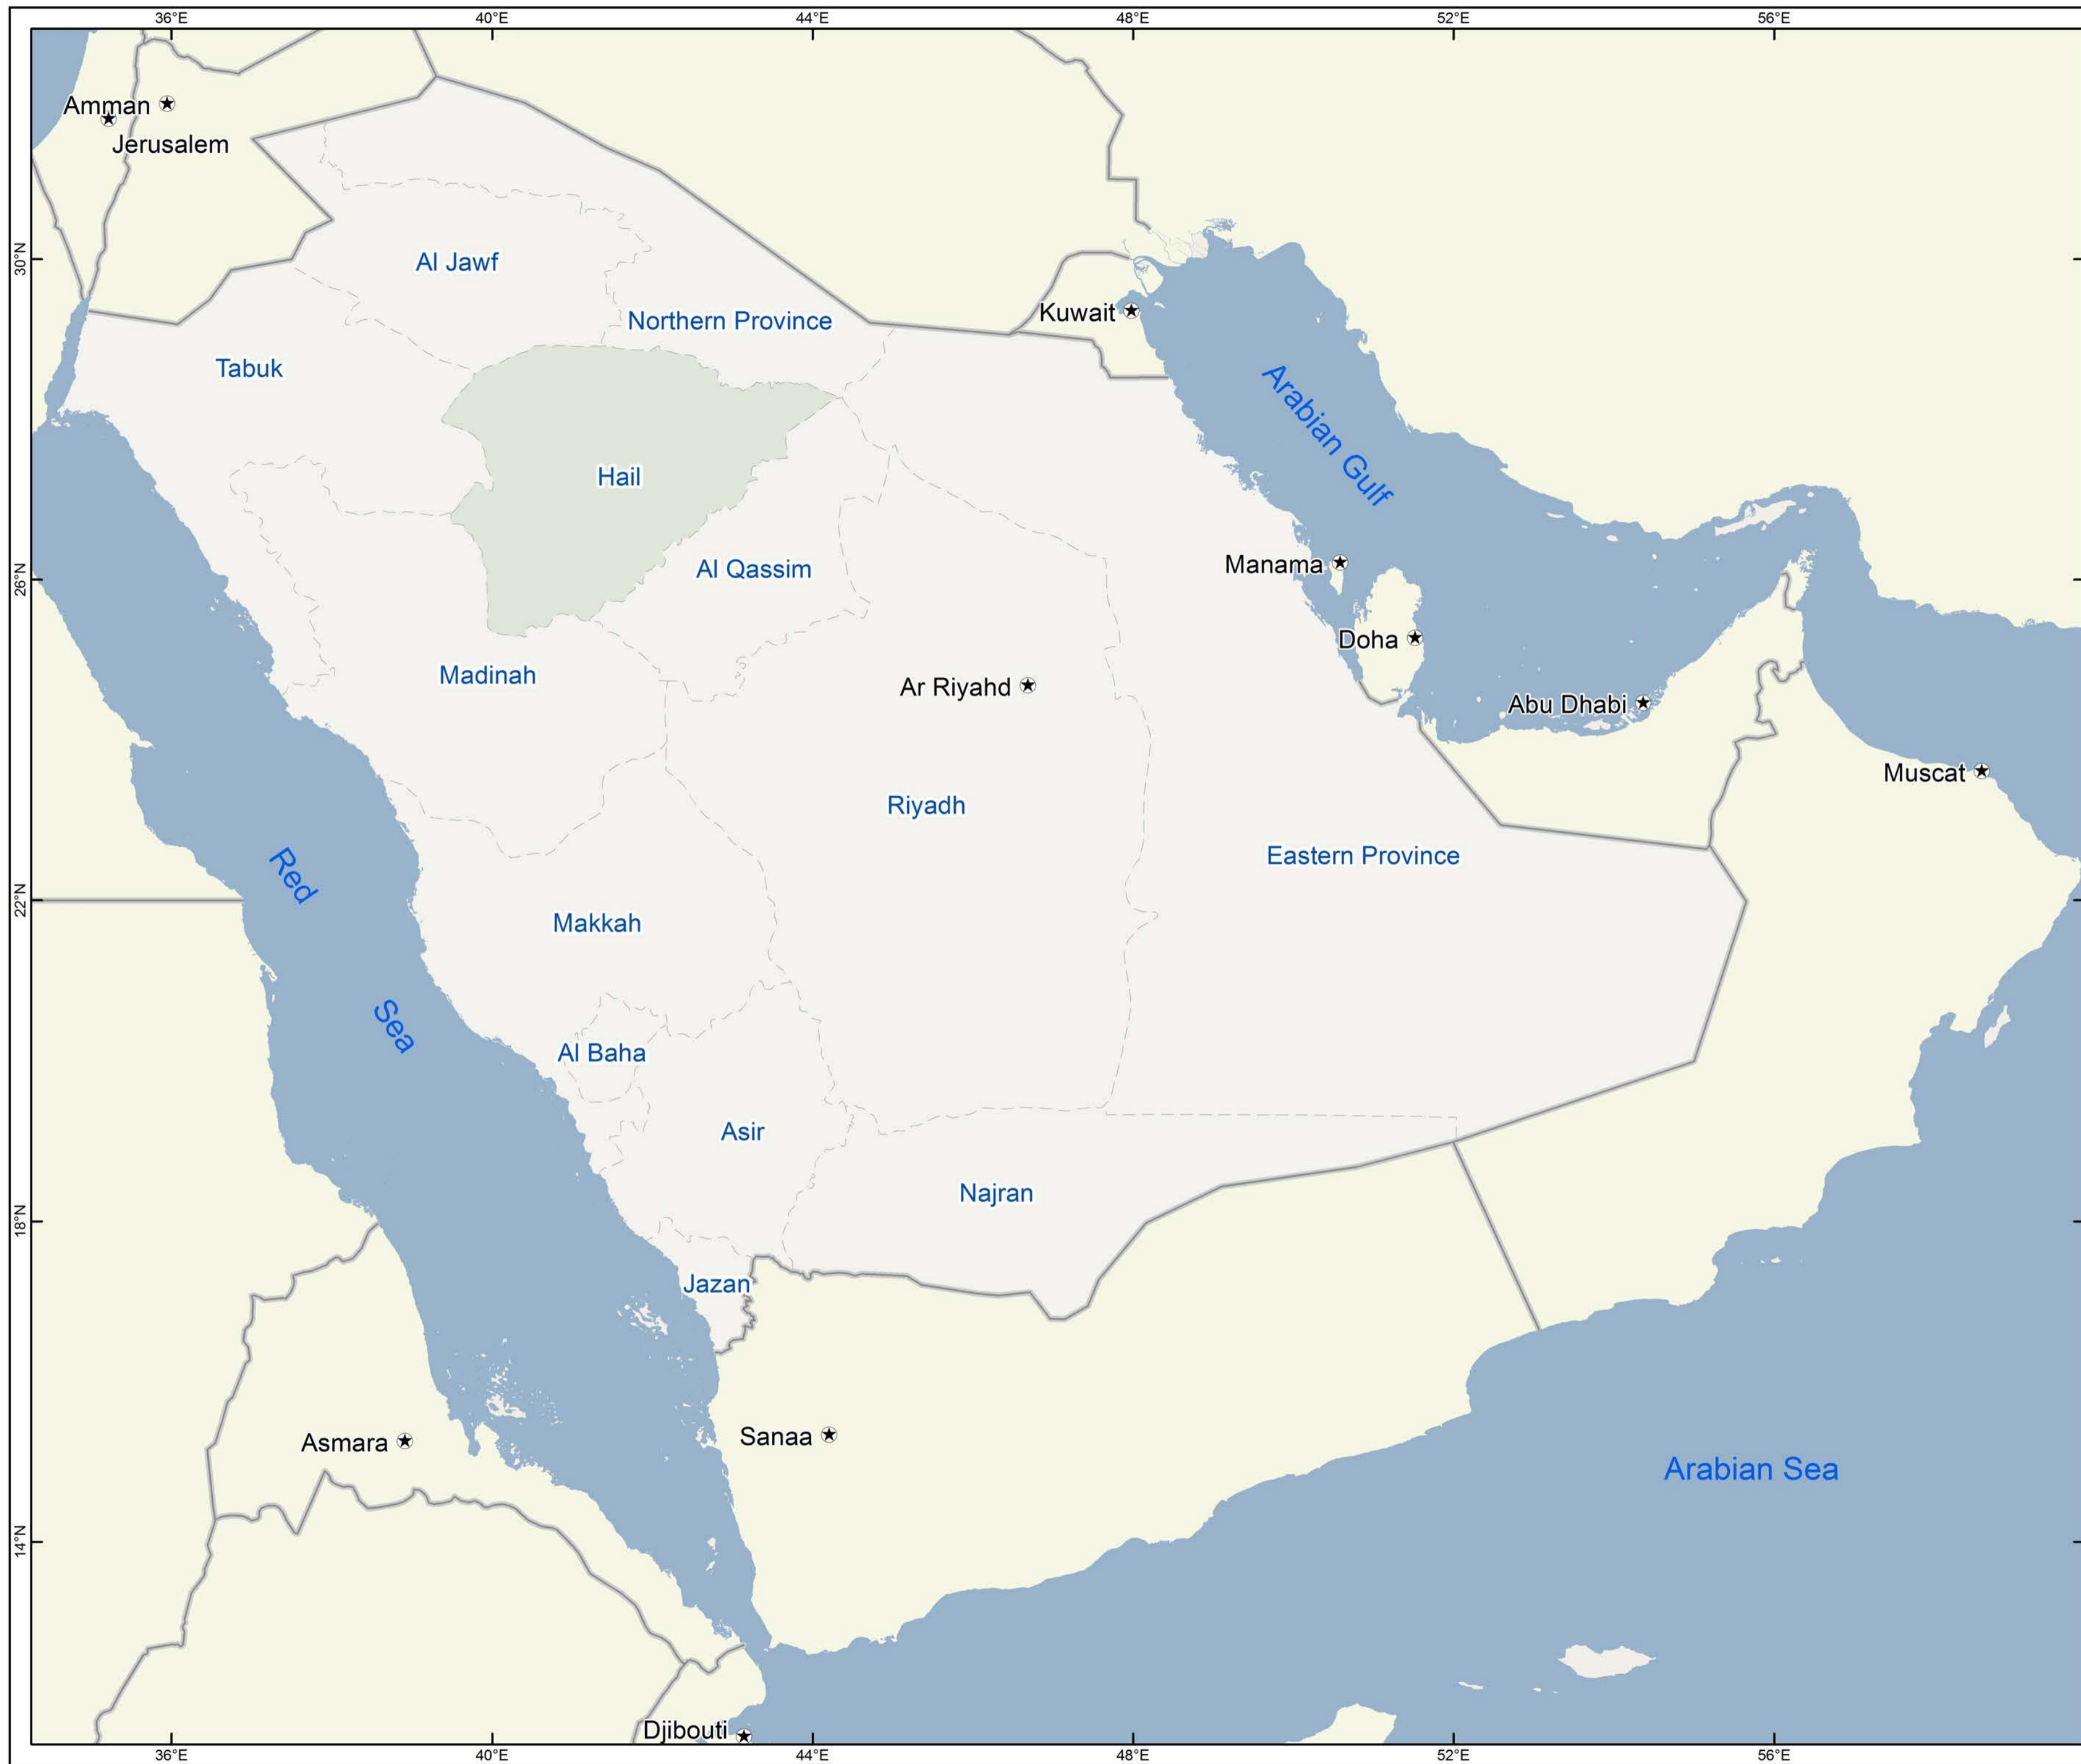 36°E
40°E
44°E
48°E
52°E
56°E
Amman
Jerusalem
30°N
Al Jawf
Kuwait
Northern Province
Tabuk
Arabian Gulf
Hail
26°N
Manama
Al Qassim
Doha
Madinah
Ar Riyahd
Abu Dhabi
Muscat
Riyadh
Eastern Province
Red
Sea
22°N
Makkah
Al Baha
Asir
Najran
18°N
Jazan
Asmara
Sanaa
Arabian Sea
14°N
Djibouti
36°E
40°E
44°E
48°E
52°E
56°E